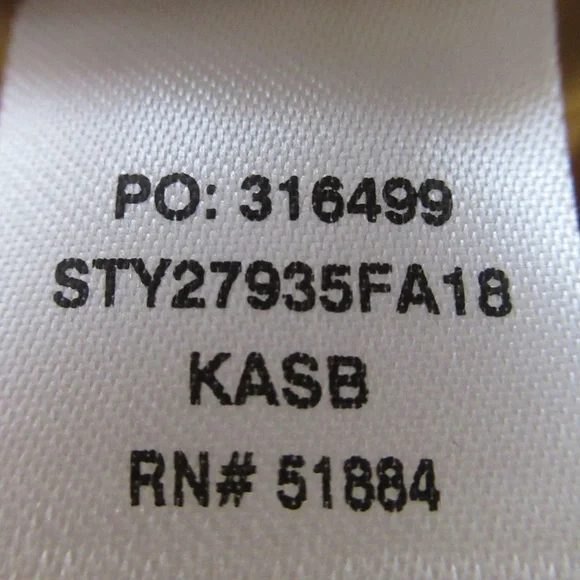 PO: 316499
STY27935FA18
KASB
RN# 51884